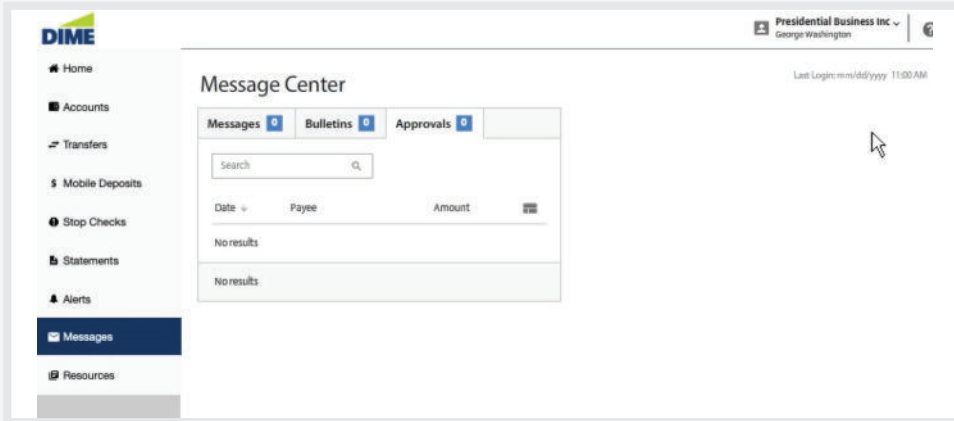 DIME
Presidential Business Inc
George Washington
Home
Accounts
Transfers
$ Mobile Deposits
Stop Checks
Statements
Alerts
Messages
Resources
Last Login: mm/dd/yyyy 11:00 AM
Message Center
Messages 0 Bulletins 0 Approvals 0
Search
Date Payee Amount
No results
No results